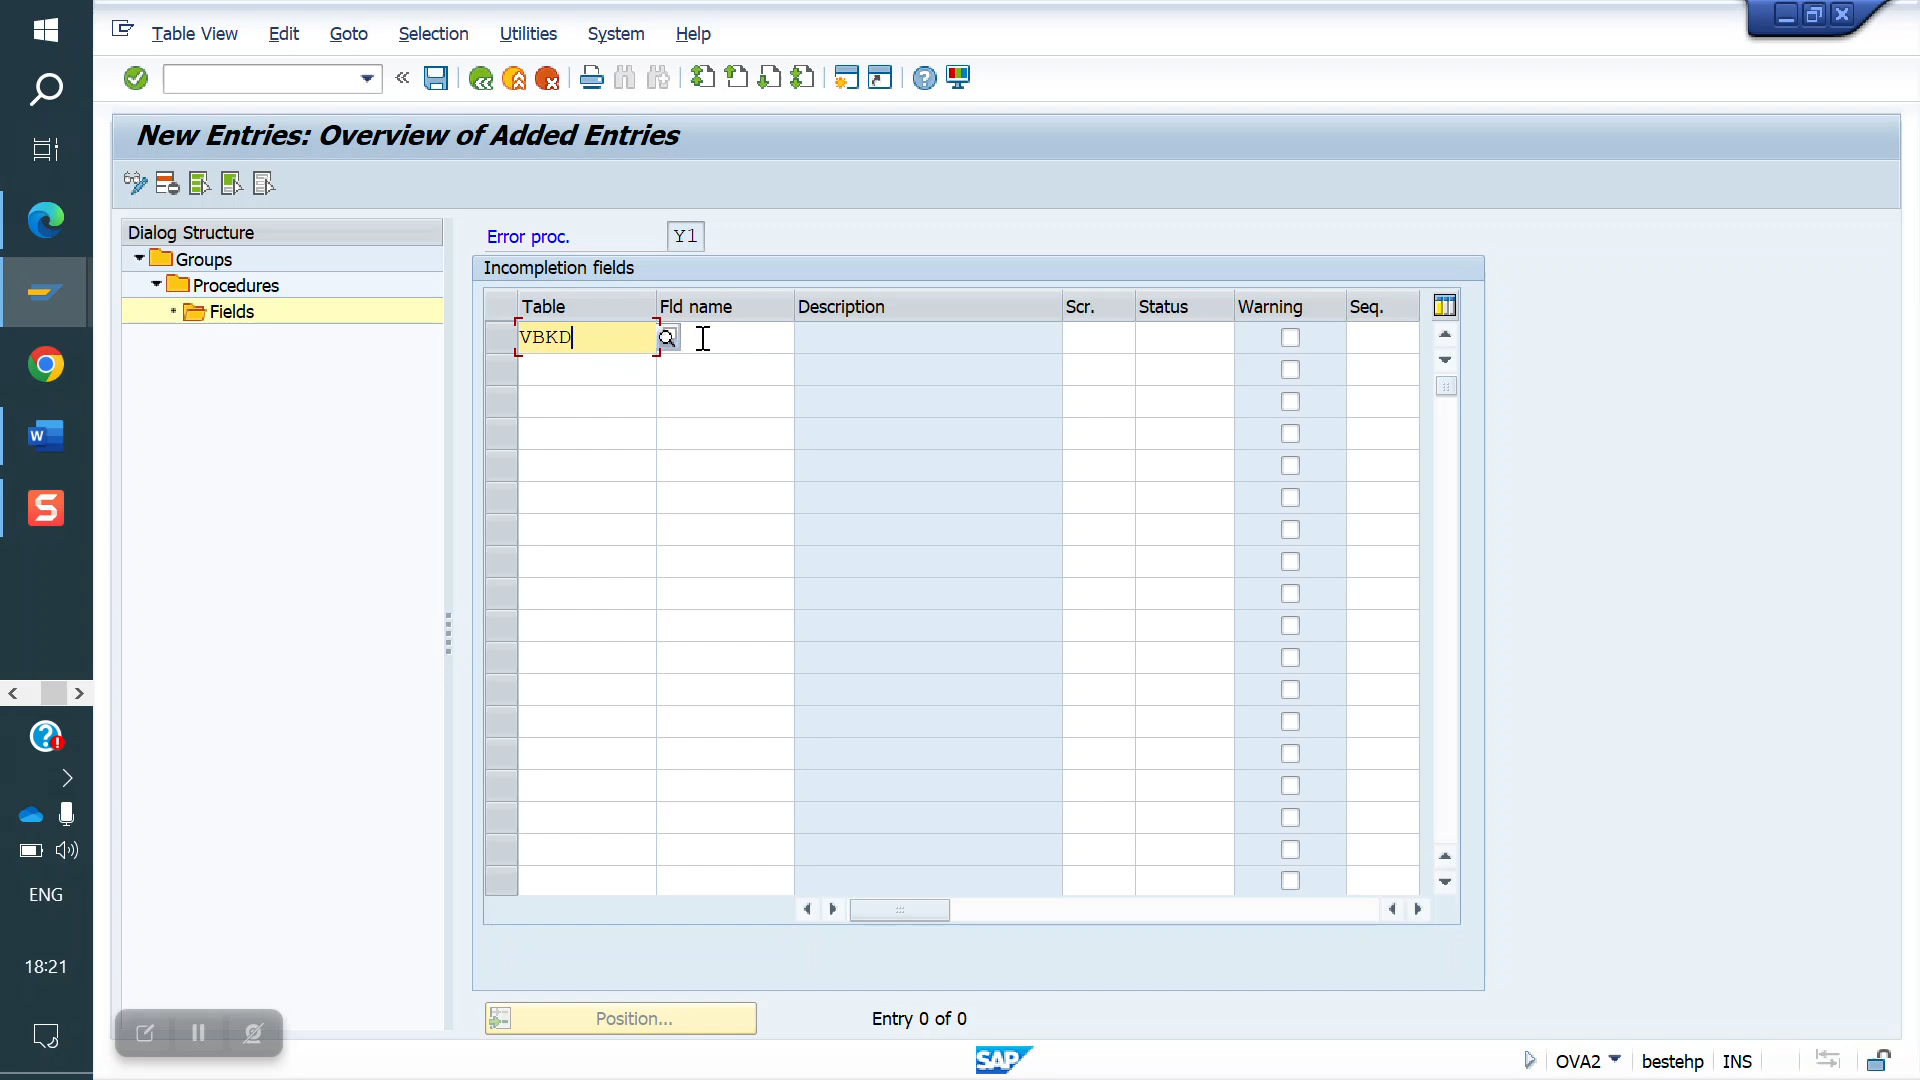 Table View Edit Goto Selection Utilities System Help
New Entries: Overview of Added Entries
Dialog Structure
Groups
Procedures
Fields
Error proc. Y1
Incompletion fields
Table Fld name Description Scr. Status Warning Seq.
VBKD
Position... Entry 0 of 0
W
S
ENG
18:21
SAP
OVA2 bestehp INS